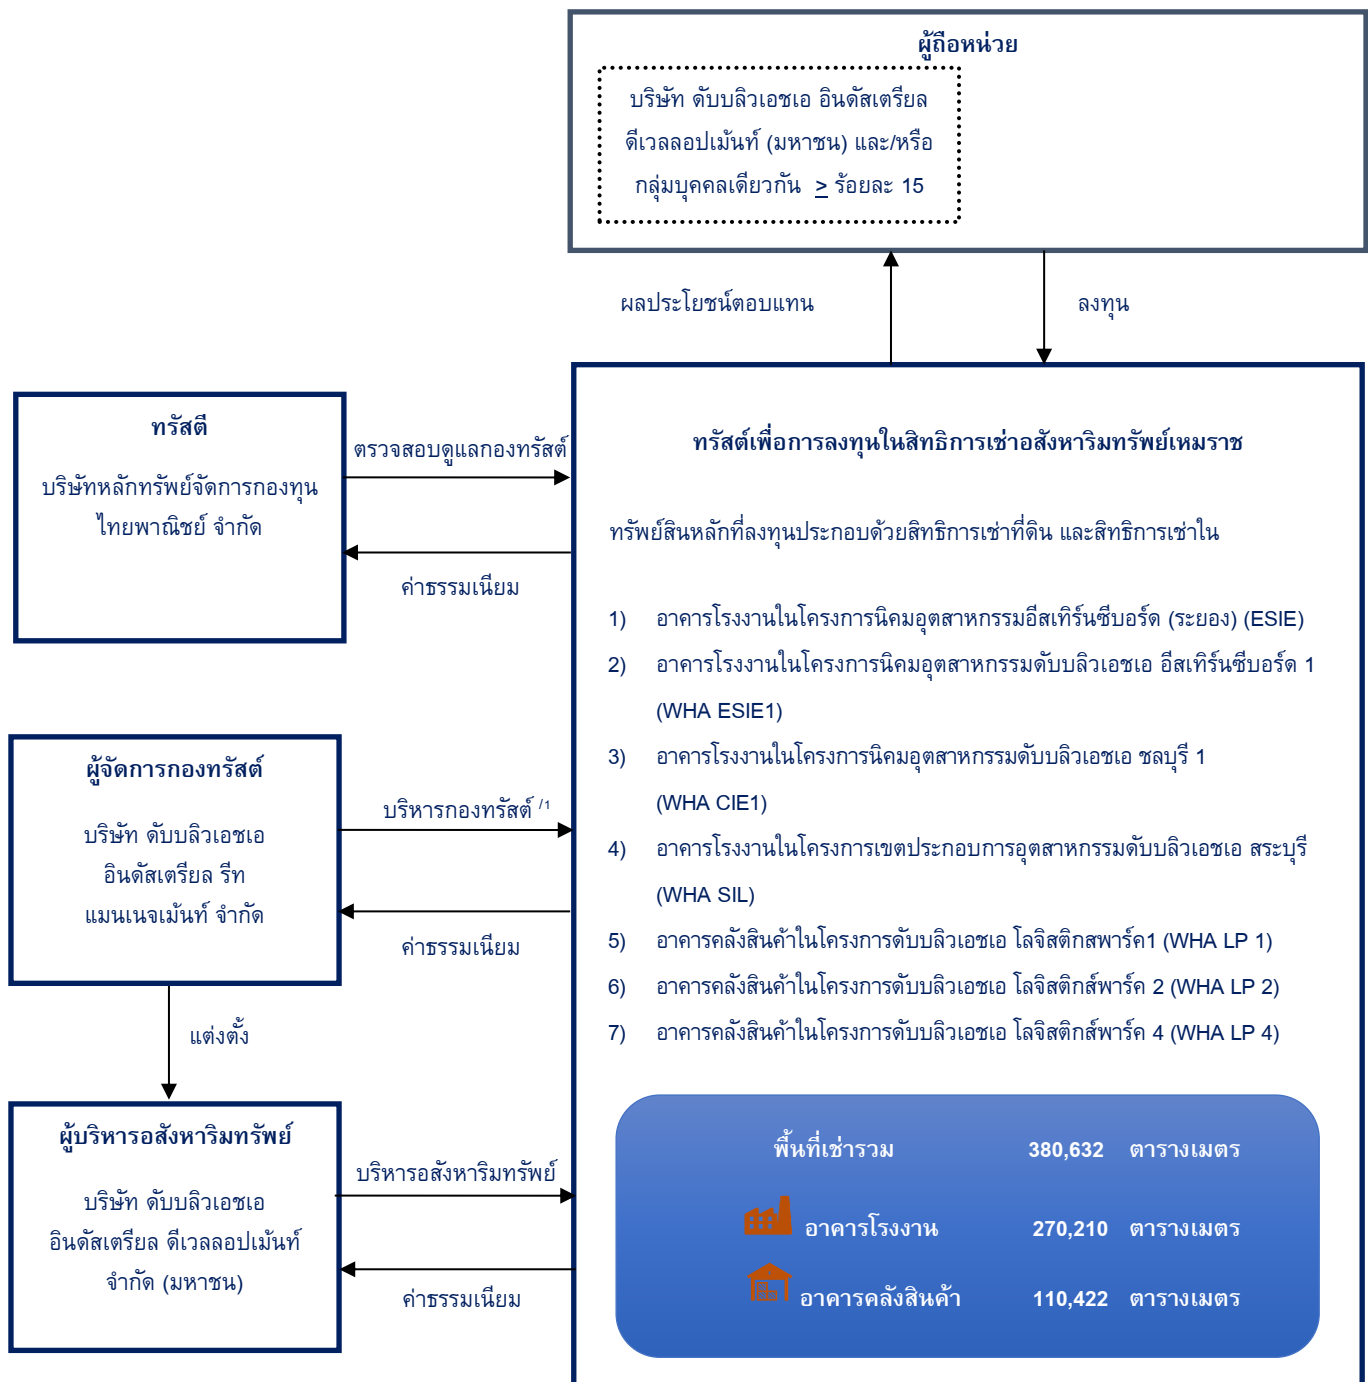 ผู้ถือหน่วย
บริษัท ดับบลิวเอชเอ อินดัสเตรียล
ดีเวลลอปเม้นท์ (มหาชน) และ/หรือ
กลุ่มบุคคลเดียวกัน ≥ ร้อยละ 15
ผลประโยชน์ตอบแทน
ลงทุน
ทรัสตี
บริษัทหลักทรัพย์จัดการกองทุน
ไทยพาณิชย์ จำกัด
ตรวจสอบดูแลกองทรัสต์
ค่าธรรมเนียม
ผู้จัดการกองทรัสต์
บริษัท ดับบลิวเอชเอ
อินดัสเตรียล รีท
แมนเนจเม้นท์ จำกัด
บริหารกองทรัสต์ /1
ค่าธรรมเนียม
แต่งตั้ง
ผู้บริหารอสังหาริมทรัพย์
บริษัท ดับบลิวเอชเอ
อินดัสเตรียล ดีเวลลอปเม้นท์
จำกัด (มหาชน)
บริหารอสังหาริมทรัพย์
ค่าธรรมเนียม
ทรัสต์เพื่อการลงทุนในสิทธิการเช่าอสังหาริมทรัพย์เหมราช
ทรัพย์สินหลักที่ลงทุนประกอบด้วยสิทธิการเช่าที่ดิน และสิทธิการเช่าใน
1) อาคารโรงงานในโครงการนิคมอุตสาหกรรมอีสเทิร์นซีบอร์ด (ระยอง) (ESIE)
2) อาคารโรงงานในโครงการนิคมอุตสาหกรรมดับบลิวเอชเอ อีสเทิร์นซีบอร์ด 1
(WHA ESIE1)
3) อาคารโรงงานในโครงการนิคมอุตสาหกรรมดับบลิวเอชเอ ชลบุรี 1
(WHA CIE1)
4) อาคารโรงงานในโครงการเขตประกอบการอุตสาหกรรมดับบลิวเอชเอ สระบุรี
(WHA SIL)
5) อาคารคลังสินค้าในโครงการดับบลิวเอชเอ โลจิสติกสพาร์ค1 (WHA LP 1)
6) อาคารคลังสินค้าในโครงการดับบลิวเอชเอ โลจิสติกส์พาร์ค 2 (WHA LP 2)
7) อาคารคลังสินค้าในโครงการดับบลิวเอชเอ โลจิสติกส์พาร์ค 4 (WHA LP 4)
พื้นที่เช่ารวม 380,632 ตารางเมตร
อาคารโรงงาน 270,210 ตารางเมตร
อาคารคลังสินค้า 110,422 ตารางเมตร